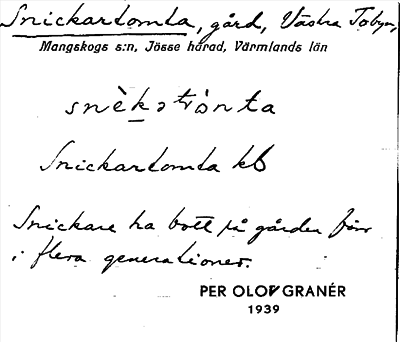 Snickartomta, gård, Västra Tobyn,
Mangskogs s:n, Jösse härad, Värmlands län
snèkətrònta
Snickartomta kb
Snickare ha bott på gården förr
i flera generationer.
PER OLOF GRANÉR
1939